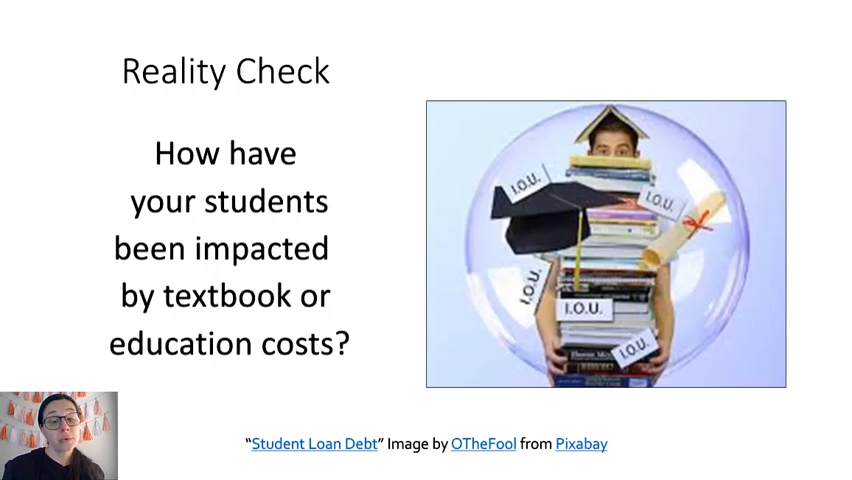 Reality Check
How have
your students
been impacted
by textbook or
education costs?
I.O.U.
I.O.U.
I.O.U.
I.O.U.
I.O.U.
"Student Loan Debt" Image by OTheFool from Pixabay